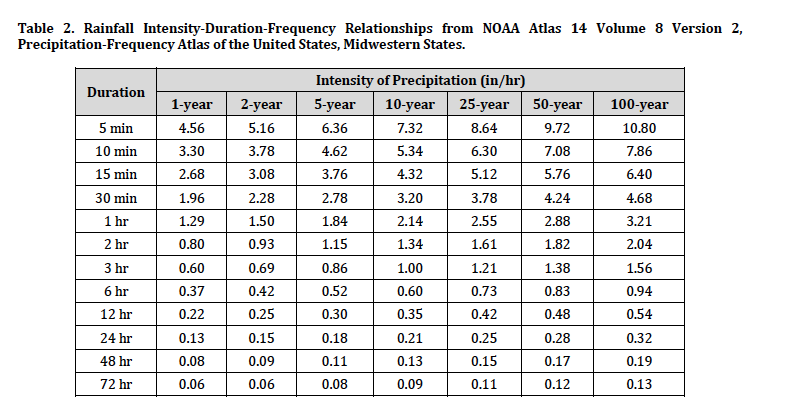 Table 2. Rainfall Intensity-Duration-Frequency Relationships from NOAA Atlas 14 Volume 8 Version 2,
Precipitation-Frequency Atlas of the United States, Midwestern States.
Duration Intensity of Precipitation (in/hr)
1-year 2-year 5-year 10-year 25-year 50-year 100-year
5 min 4.56 5.16 6.36 7.32 8.64 9.72 10.80
10 min 3.30 3.78 4.62 5.34 6.30 7.08 7.86
15 min 2.68 3.08 3.76 4.32 5.12 5.76 6.40
30 min 1.96 2.28 2.78 3.20 3.78 4.24 4.68
1 hr 1.29 1.50 1.84 2.14 2.55 2.88 3.21
2 hr 0.80 0.93 1.15 1.34 1.61 1.82 2.04
3 hr 0.60 0.69 0.86 1.00 1.21 1.38 1.56
6 hr 0.37 0.42 0.52 0.60 0.73 0.83 0.94
12 hr 0.22 0.25 0.30 0.35 0.42 0.48 0.54
24 hr 0.13 0.15 0.18 0.21 0.25 0.28 0.32
48 hr 0.08 0.09 0.11 0.13 0.15 0.17 0.19
72 hr 0.06 0.06 0.08 0.09 0.11 0.12 0.13